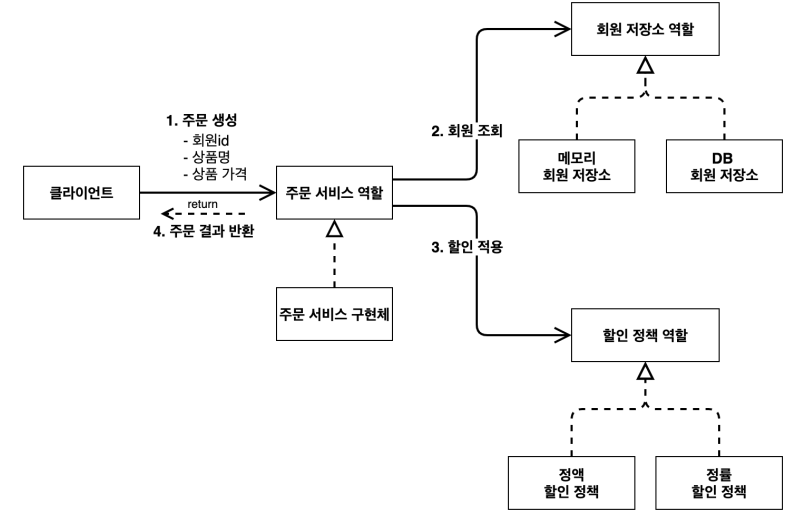 회원 저장소 역할
1. 주문 생성
- 회원id
- 상품명
- 상품 가격
2. 회원 조회
메모리
회원 저장소
DB
회원 저장소
클라이언트
주문 서비스 역할
return
4. 주문 결과 반환
3. 할인 적용
주문 서비스 구현체
할인 정책 역할
정액
할인 정책
정률
할인 정책